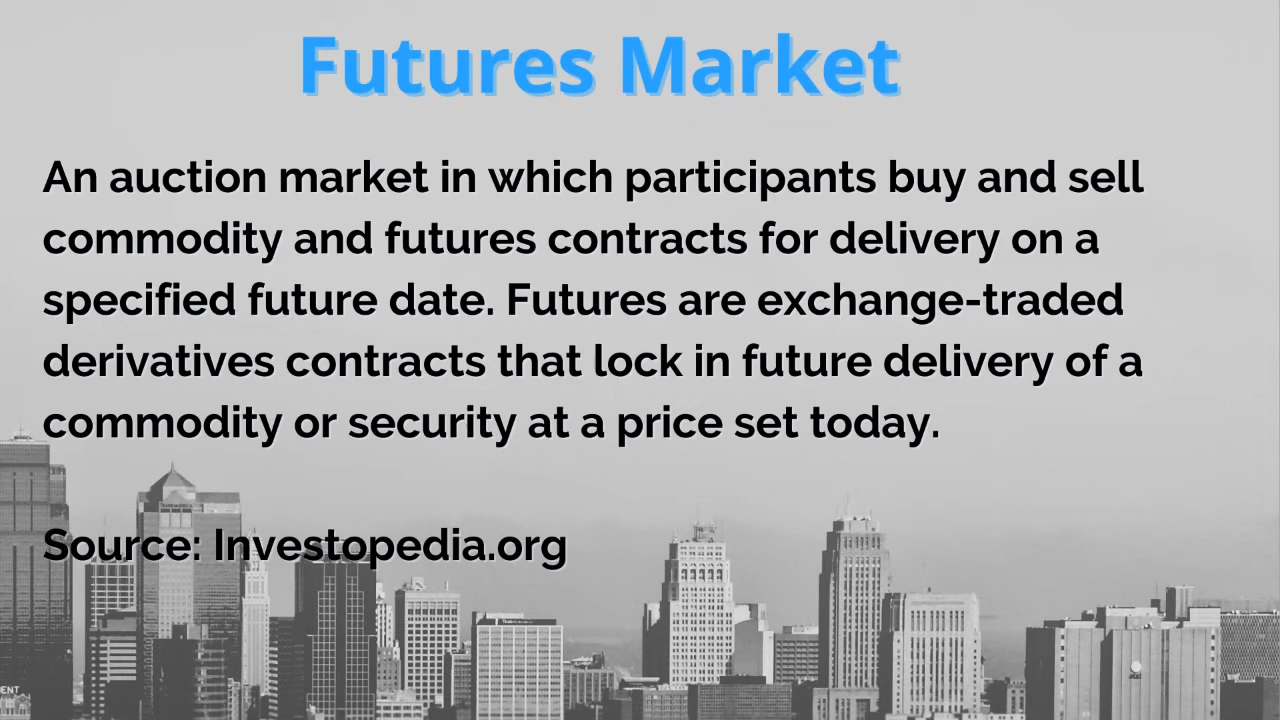 Futures Market
An auction market in which participants buy and sell
commodity and futures contracts for delivery on a
specified future date. Futures are exchange-traded
derivatives contracts that lock in future delivery of a
commodity or security at a price set today.
Source: Investopedia.org
ENT